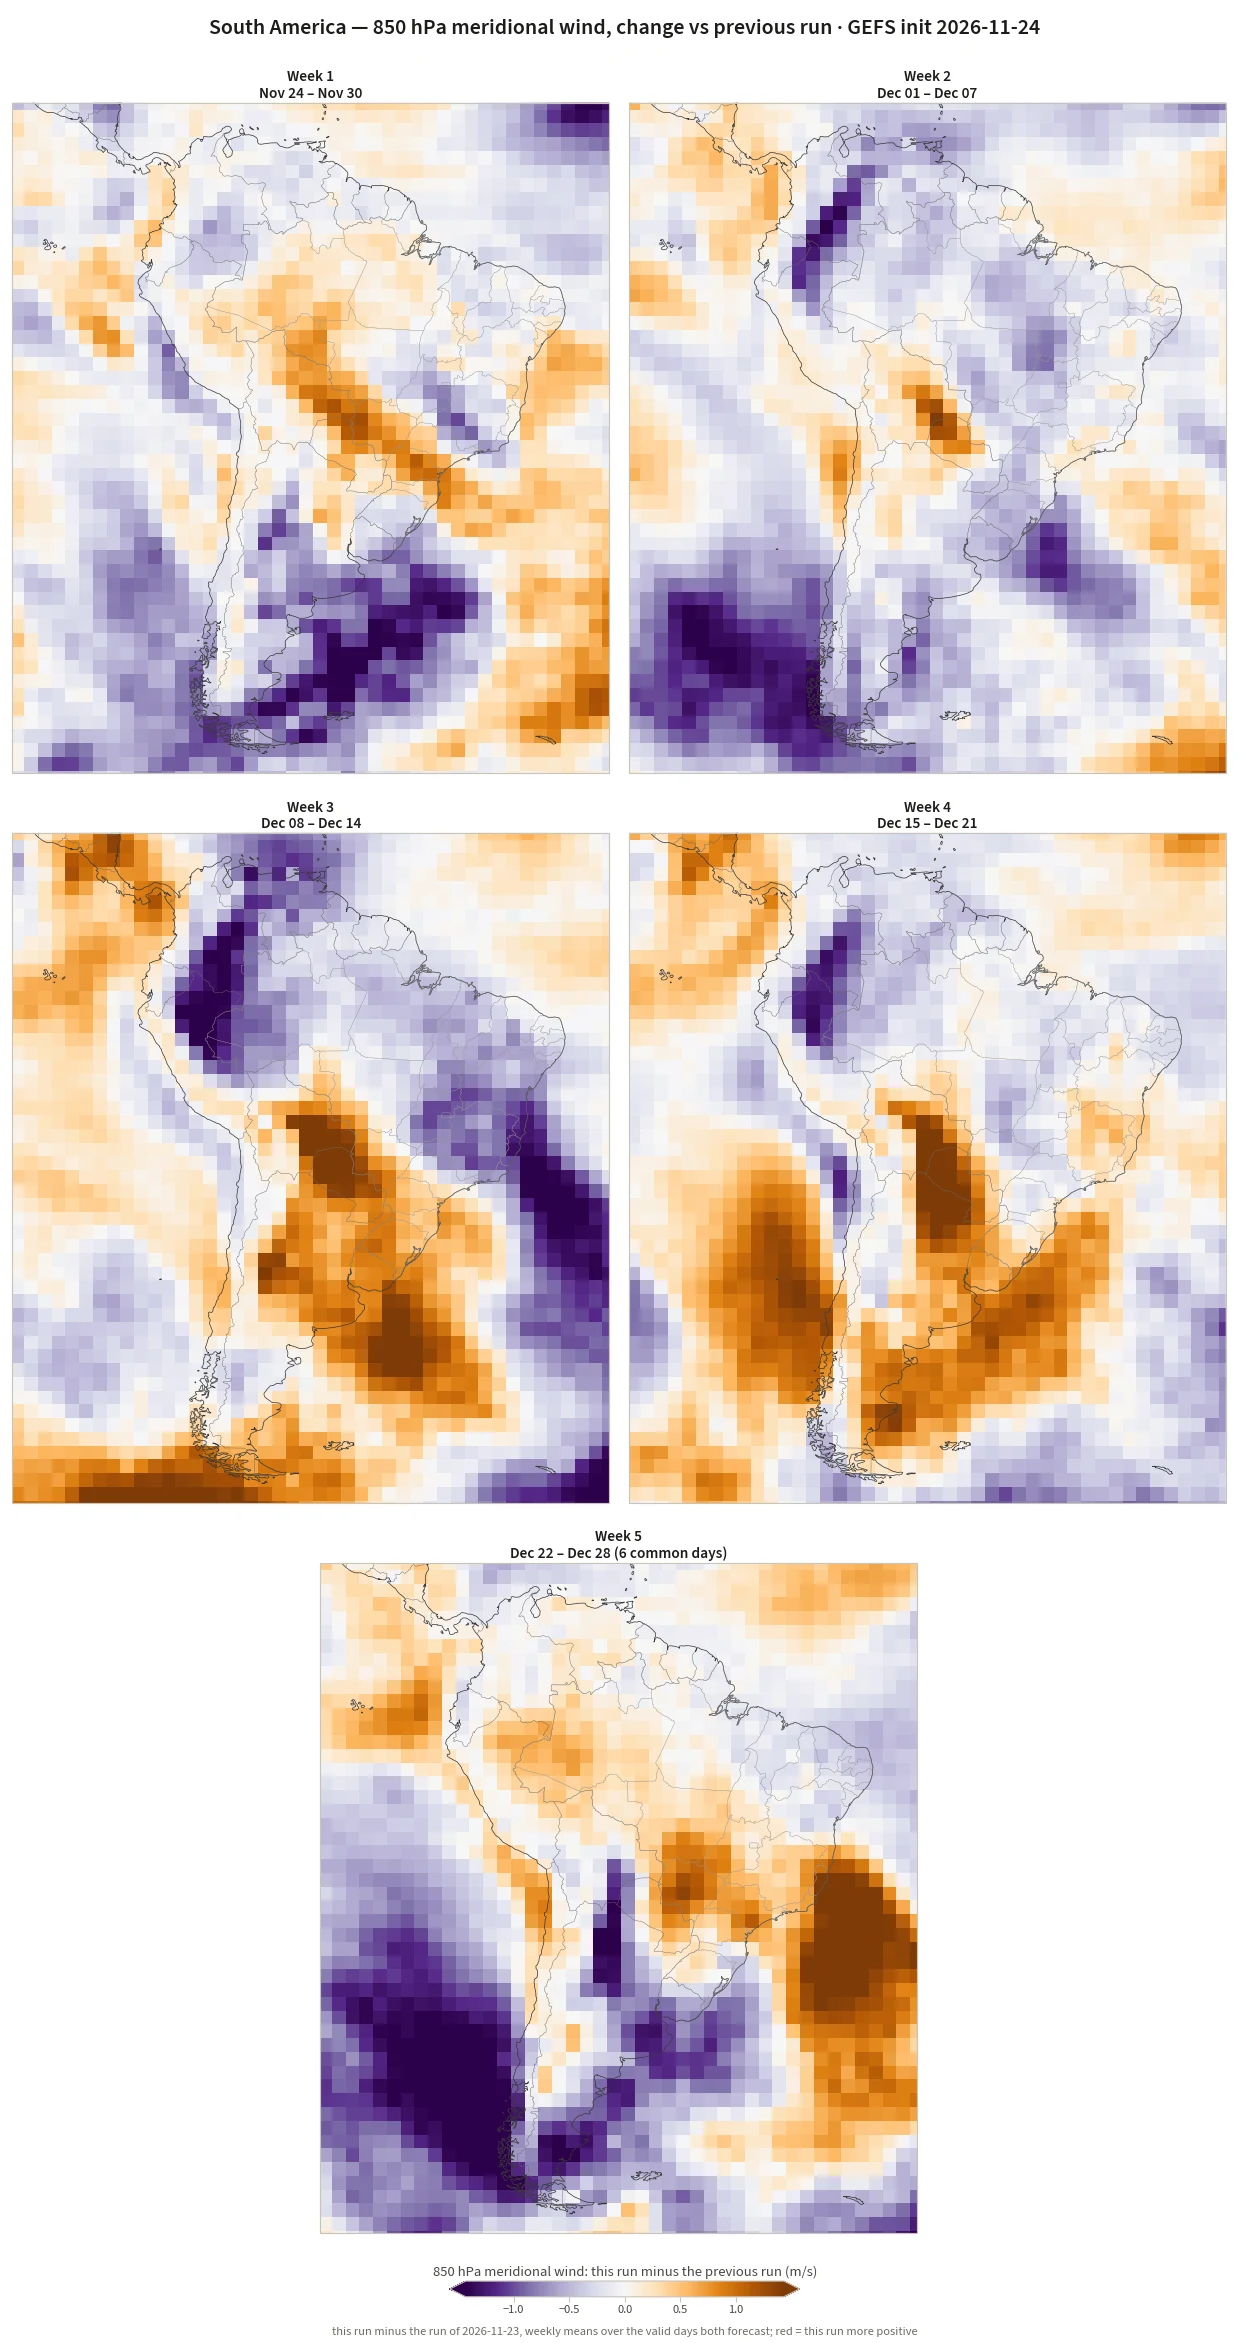 South America — 850 hPa meridional wind, change vs previous run · GEFS init 2026-11-24
Week 1
Nov 24 – Nov 30
Week 2
Dec 01 – Dec 07
Week 3
Dec 08 – Dec 14
Week 4
Dec 15 – Dec 21
Week 5
Dec 22 – Dec 28 (6 common days)
850 hPa meridional wind: this run minus the previous run (m/s)
−1.0 −0.5 0.0 0.5 1.0
this run minus the run of 2026-11-23, weekly means over the valid days both forecast; red = this run more positive